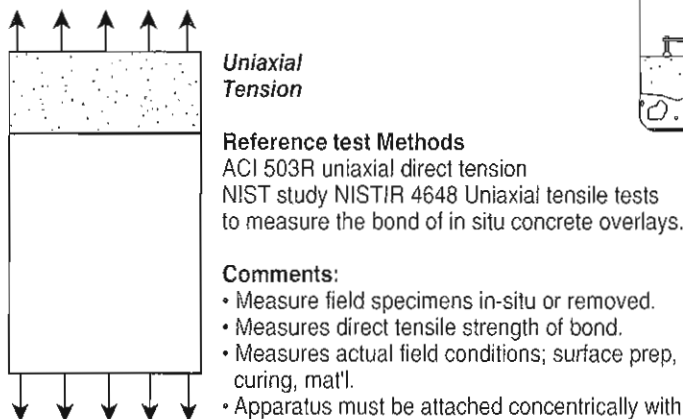 Uniaxial
Tension
Reference test Methods
ACI 503R uniaxial direct tension
NIST study NISTIR 4648 Uniaxial tensile tests
to measure the bond of in situ concrete overlays.
Comments:
• Measure field specimens in-situ or removed.
• Measures direct tensile strength of bond.
• Measures actual field conditions; surface prep,
curing, mat'l.
• Apparatus must be attached concentrically with